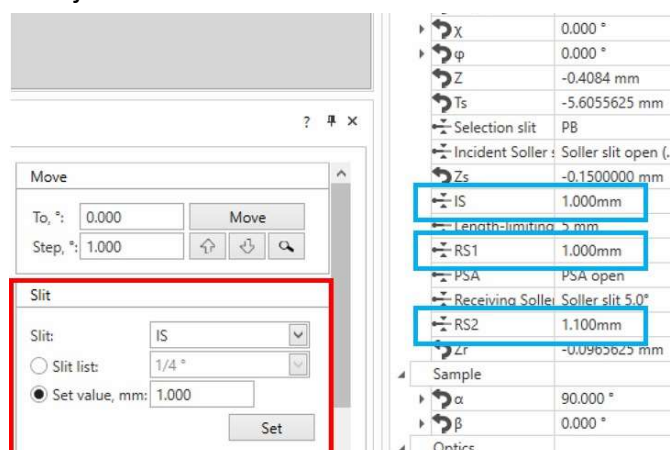 ? ×
Move
To, °: 0.000 Move
Step, °: 1.000
Slit
Slit: IS
Slit list: 1/4 °
Set value, mm: 1.000
Set
χ 0.000 °
φ 0.000 °
Z -0.4084 mm
Ts -5.6055625 mm
Selection slit PB
Incident Soller s Soller slit open (.
Zs -0.1500000 mm
IS 1.000mm
Length-limiting 5 mm
RS1 1.000mm
PSA PSA open
Receiving Soller Soller slit 5.0°
RS2 1.100mm
Zr -0.0965625 mm
Sample
α 90.000 °
β 0.000 °
Optics